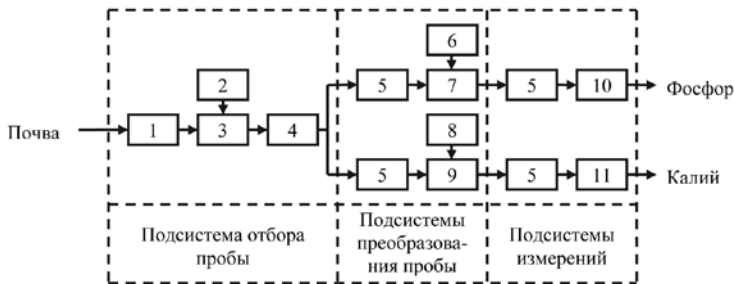 6
2
5
7
5
10
Фосфор
Почва
1
3
4
8
5
9
5
11
Калий
Подсистема отбора
пробы
Подсистемы
преобразова-
ния пробы
Подсистемы
измерений